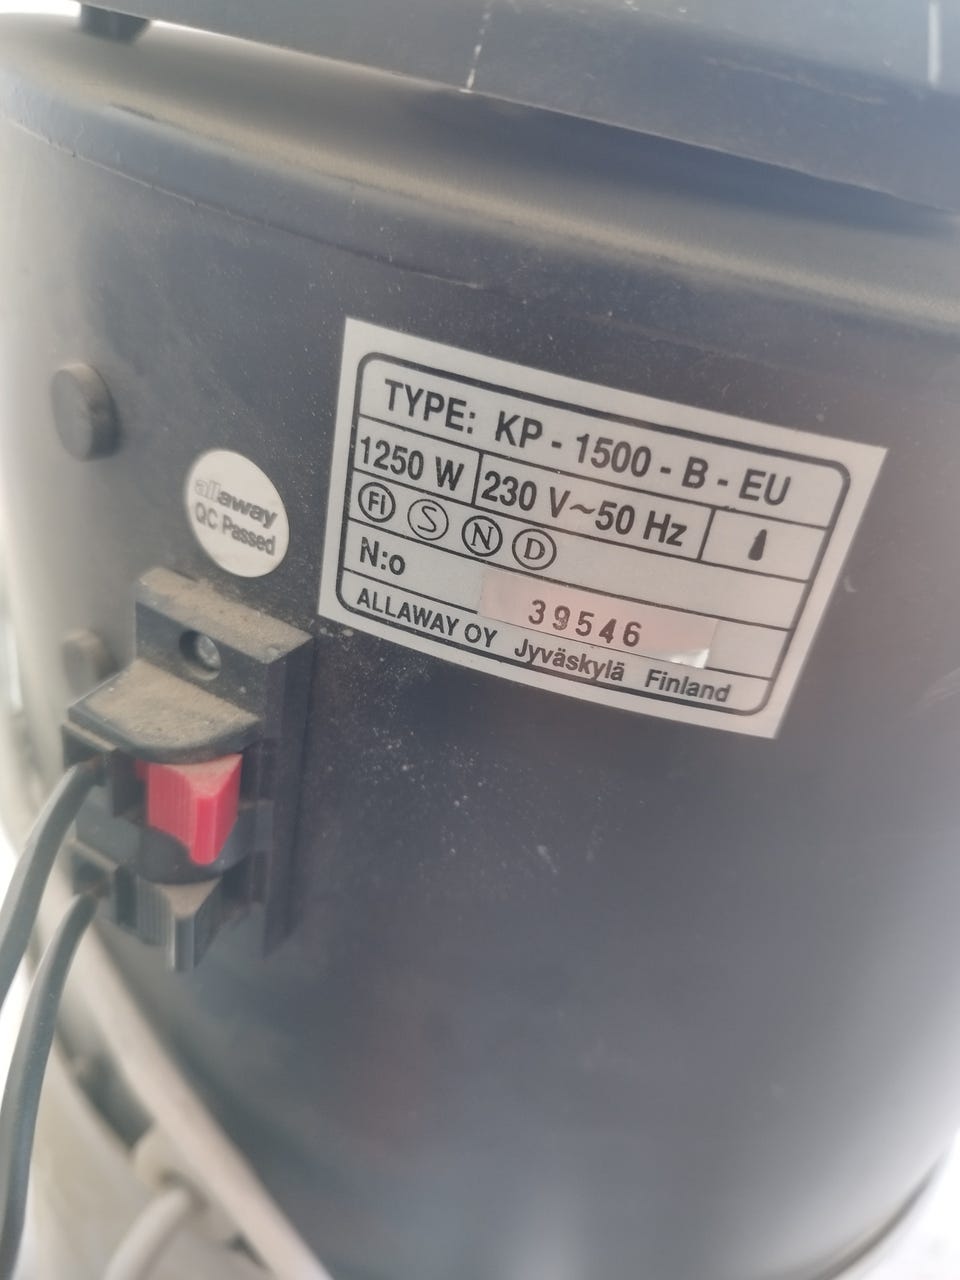 TYPE: KP - 1500 - B - EU
1250 W 230 V~50 Hz
FI S N D
N:o 39546
ALLAWAY OY Jyväskylä Finland
allaway
QC Passed